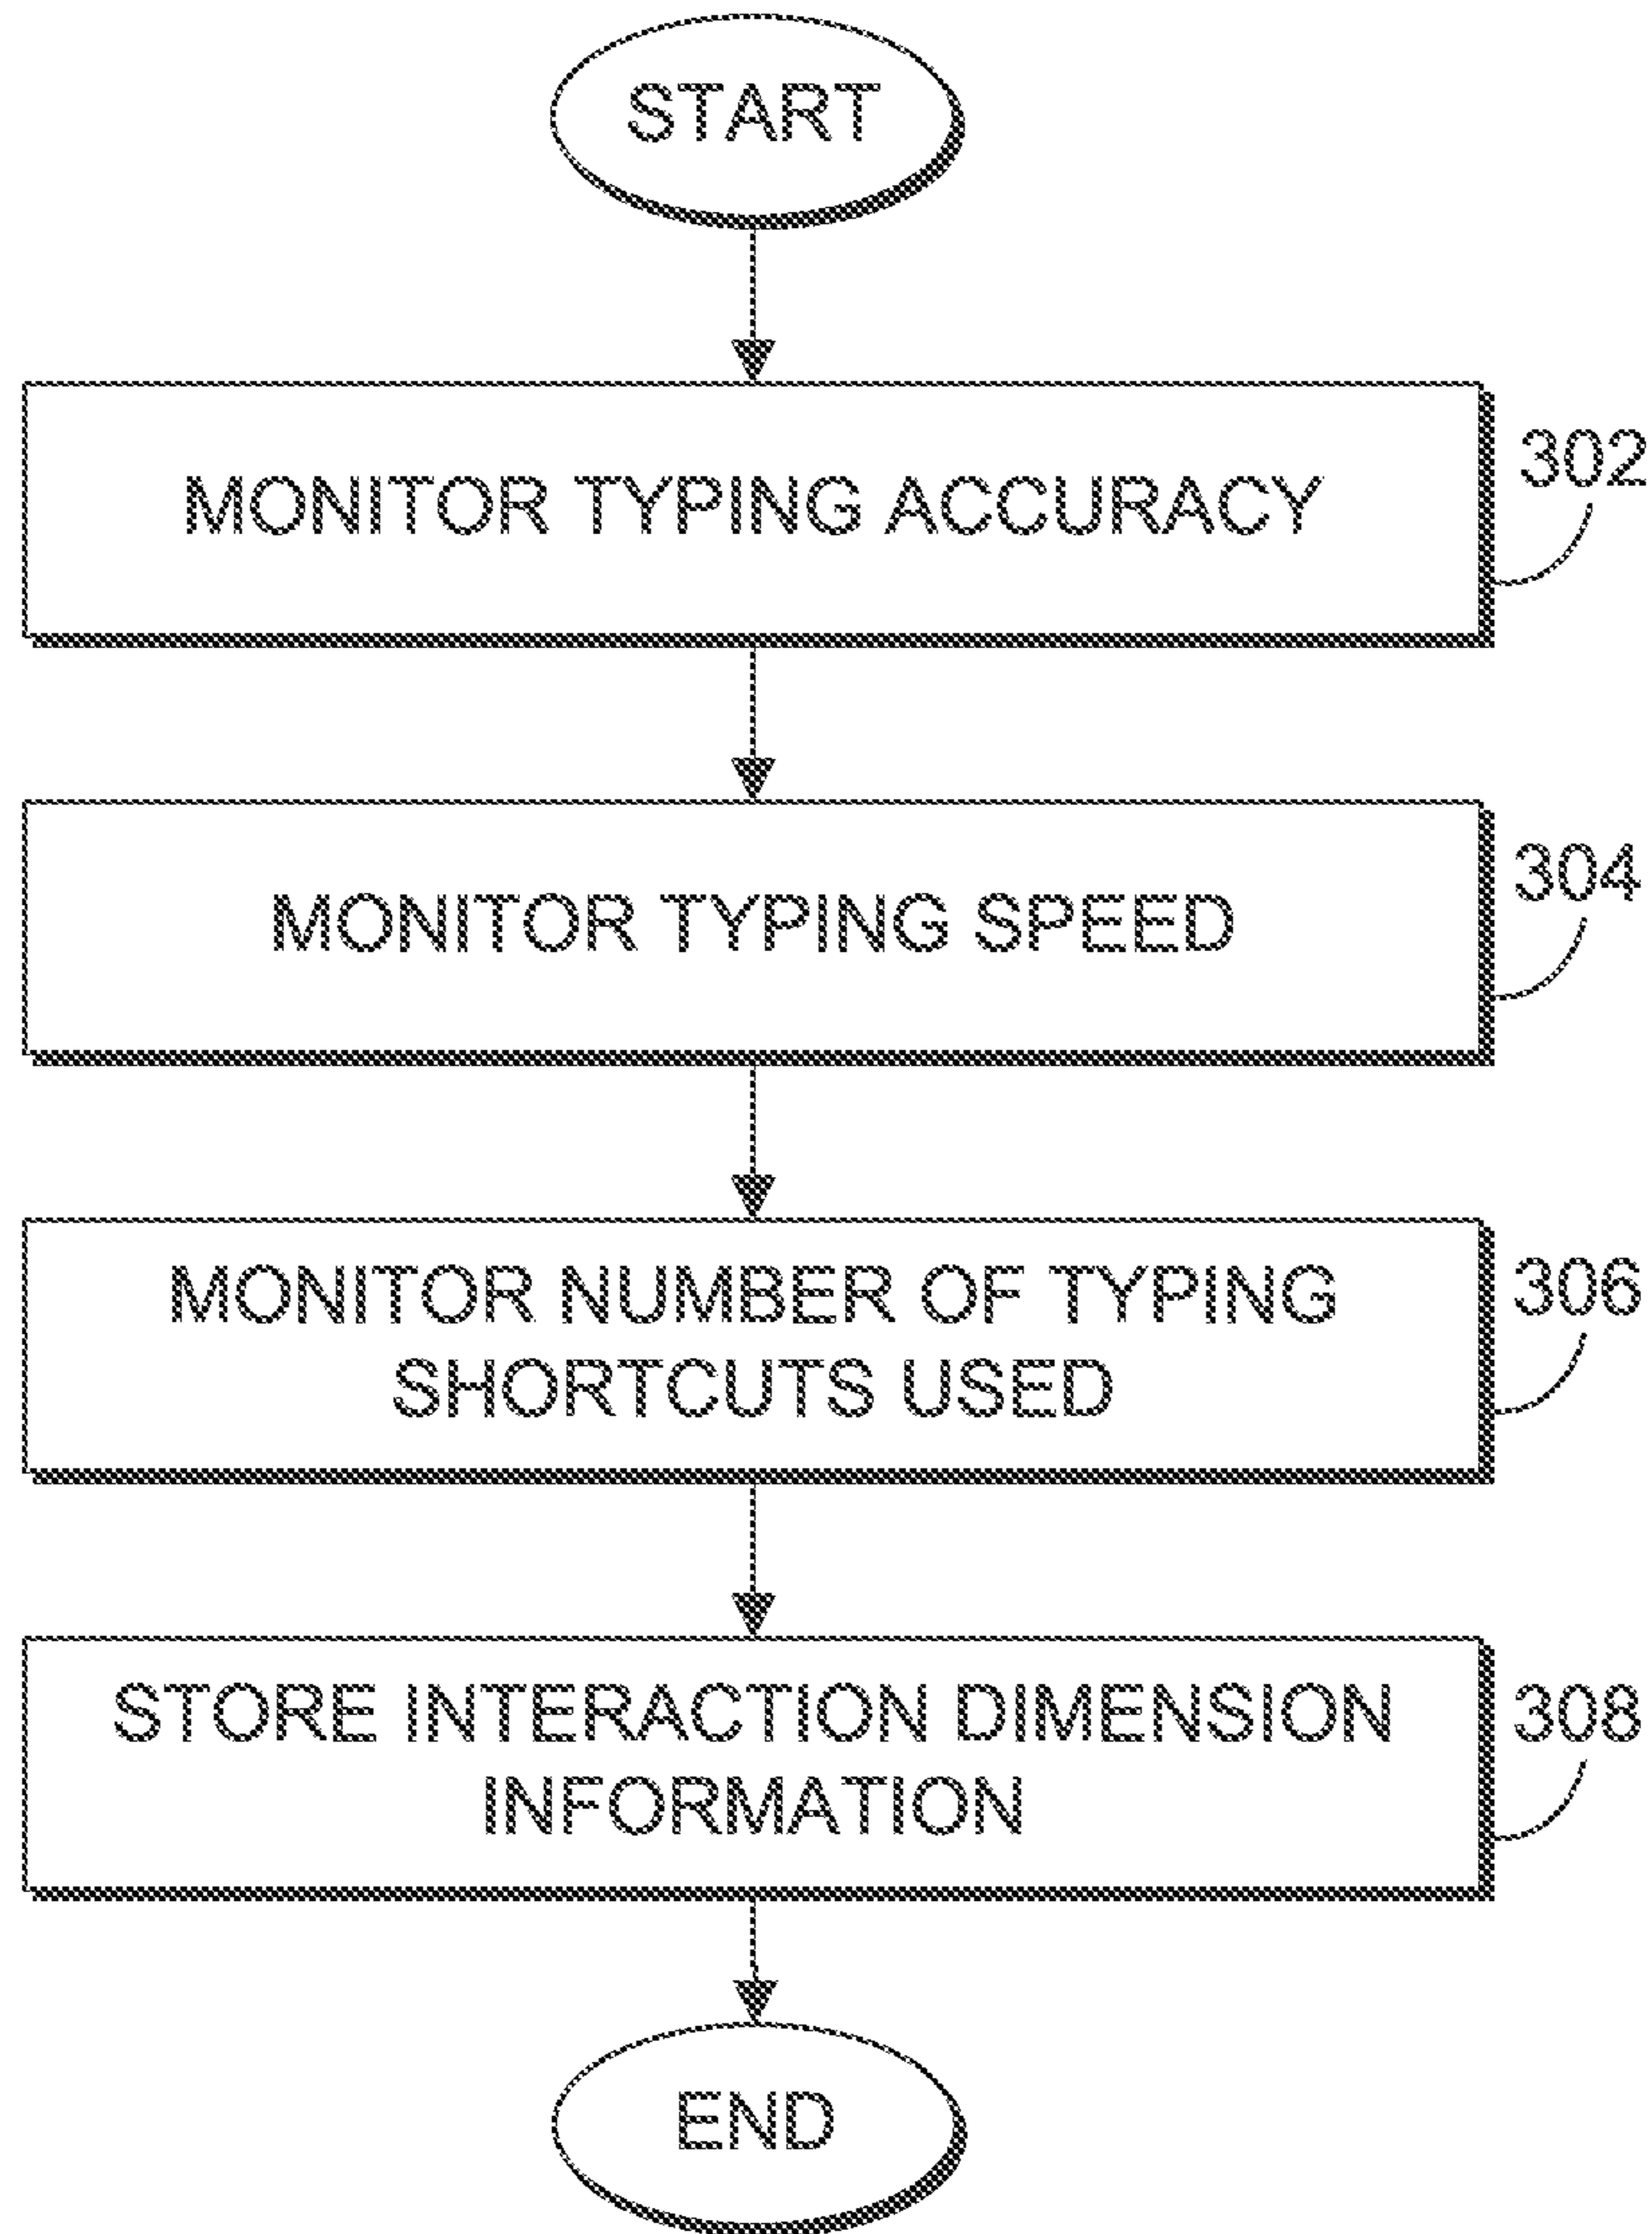 START
MONITOR TYPING ACCURACY
302
MONITOR TYPING SPEED
304
MONITOR NUMBER OF TYPING
SHORTCUTS USED
306
STORE INTERACTION DIMENSION
INFORMATION
308
END